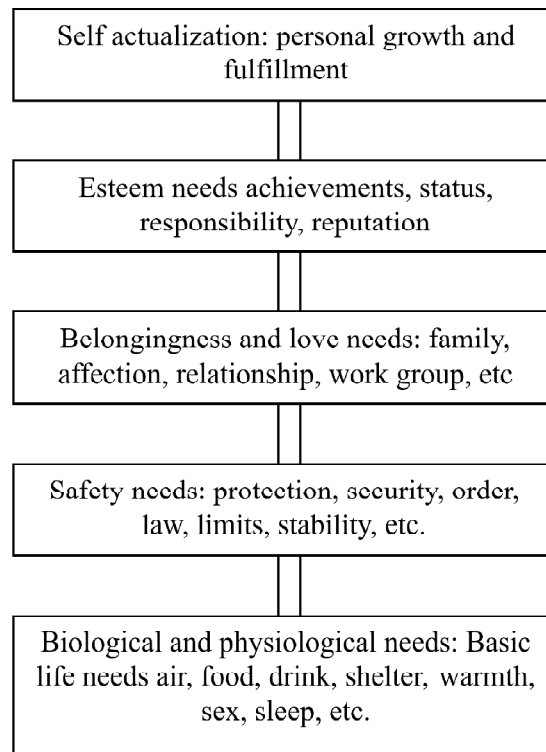 Self actualization: personal growth and
fulfillment
Esteem needs achievements, status,
responsibility, reputation
Belongingness and love needs: family,
affection, relationship, work group, etc
Safety needs: protection, security, order,
law, limits, stability, etc.
Biological and physiological needs: Basic
life needs air, food, drink, shelter, warmth,
sex, sleep, etc.